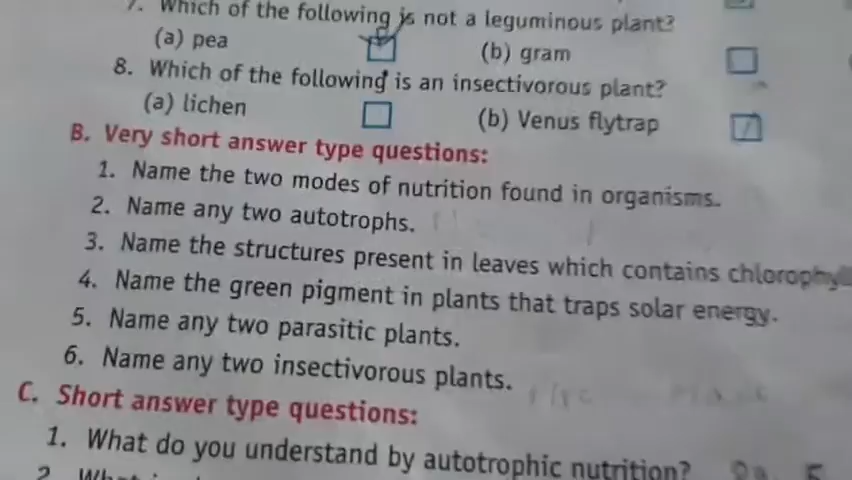 7. Which of the following is not a leguminous plant?
(a) pea (b) gram
8. Which of the following is an insectivorous plant?
(a) lichen (b) Venus flytrap
B. Very short answer type questions:
1. Name the two modes of nutrition found in organisms.
2. Name any two autotrophs.
3. Name the structures present in leaves which contains chlorophyll
4. Name the green pigment in plants that traps solar energy.
5. Name any two parasitic plants.
6. Name any two insectivorous plants.
C. Short answer type questions:
1. What do you understand by autotrophic nutrition?
2. What